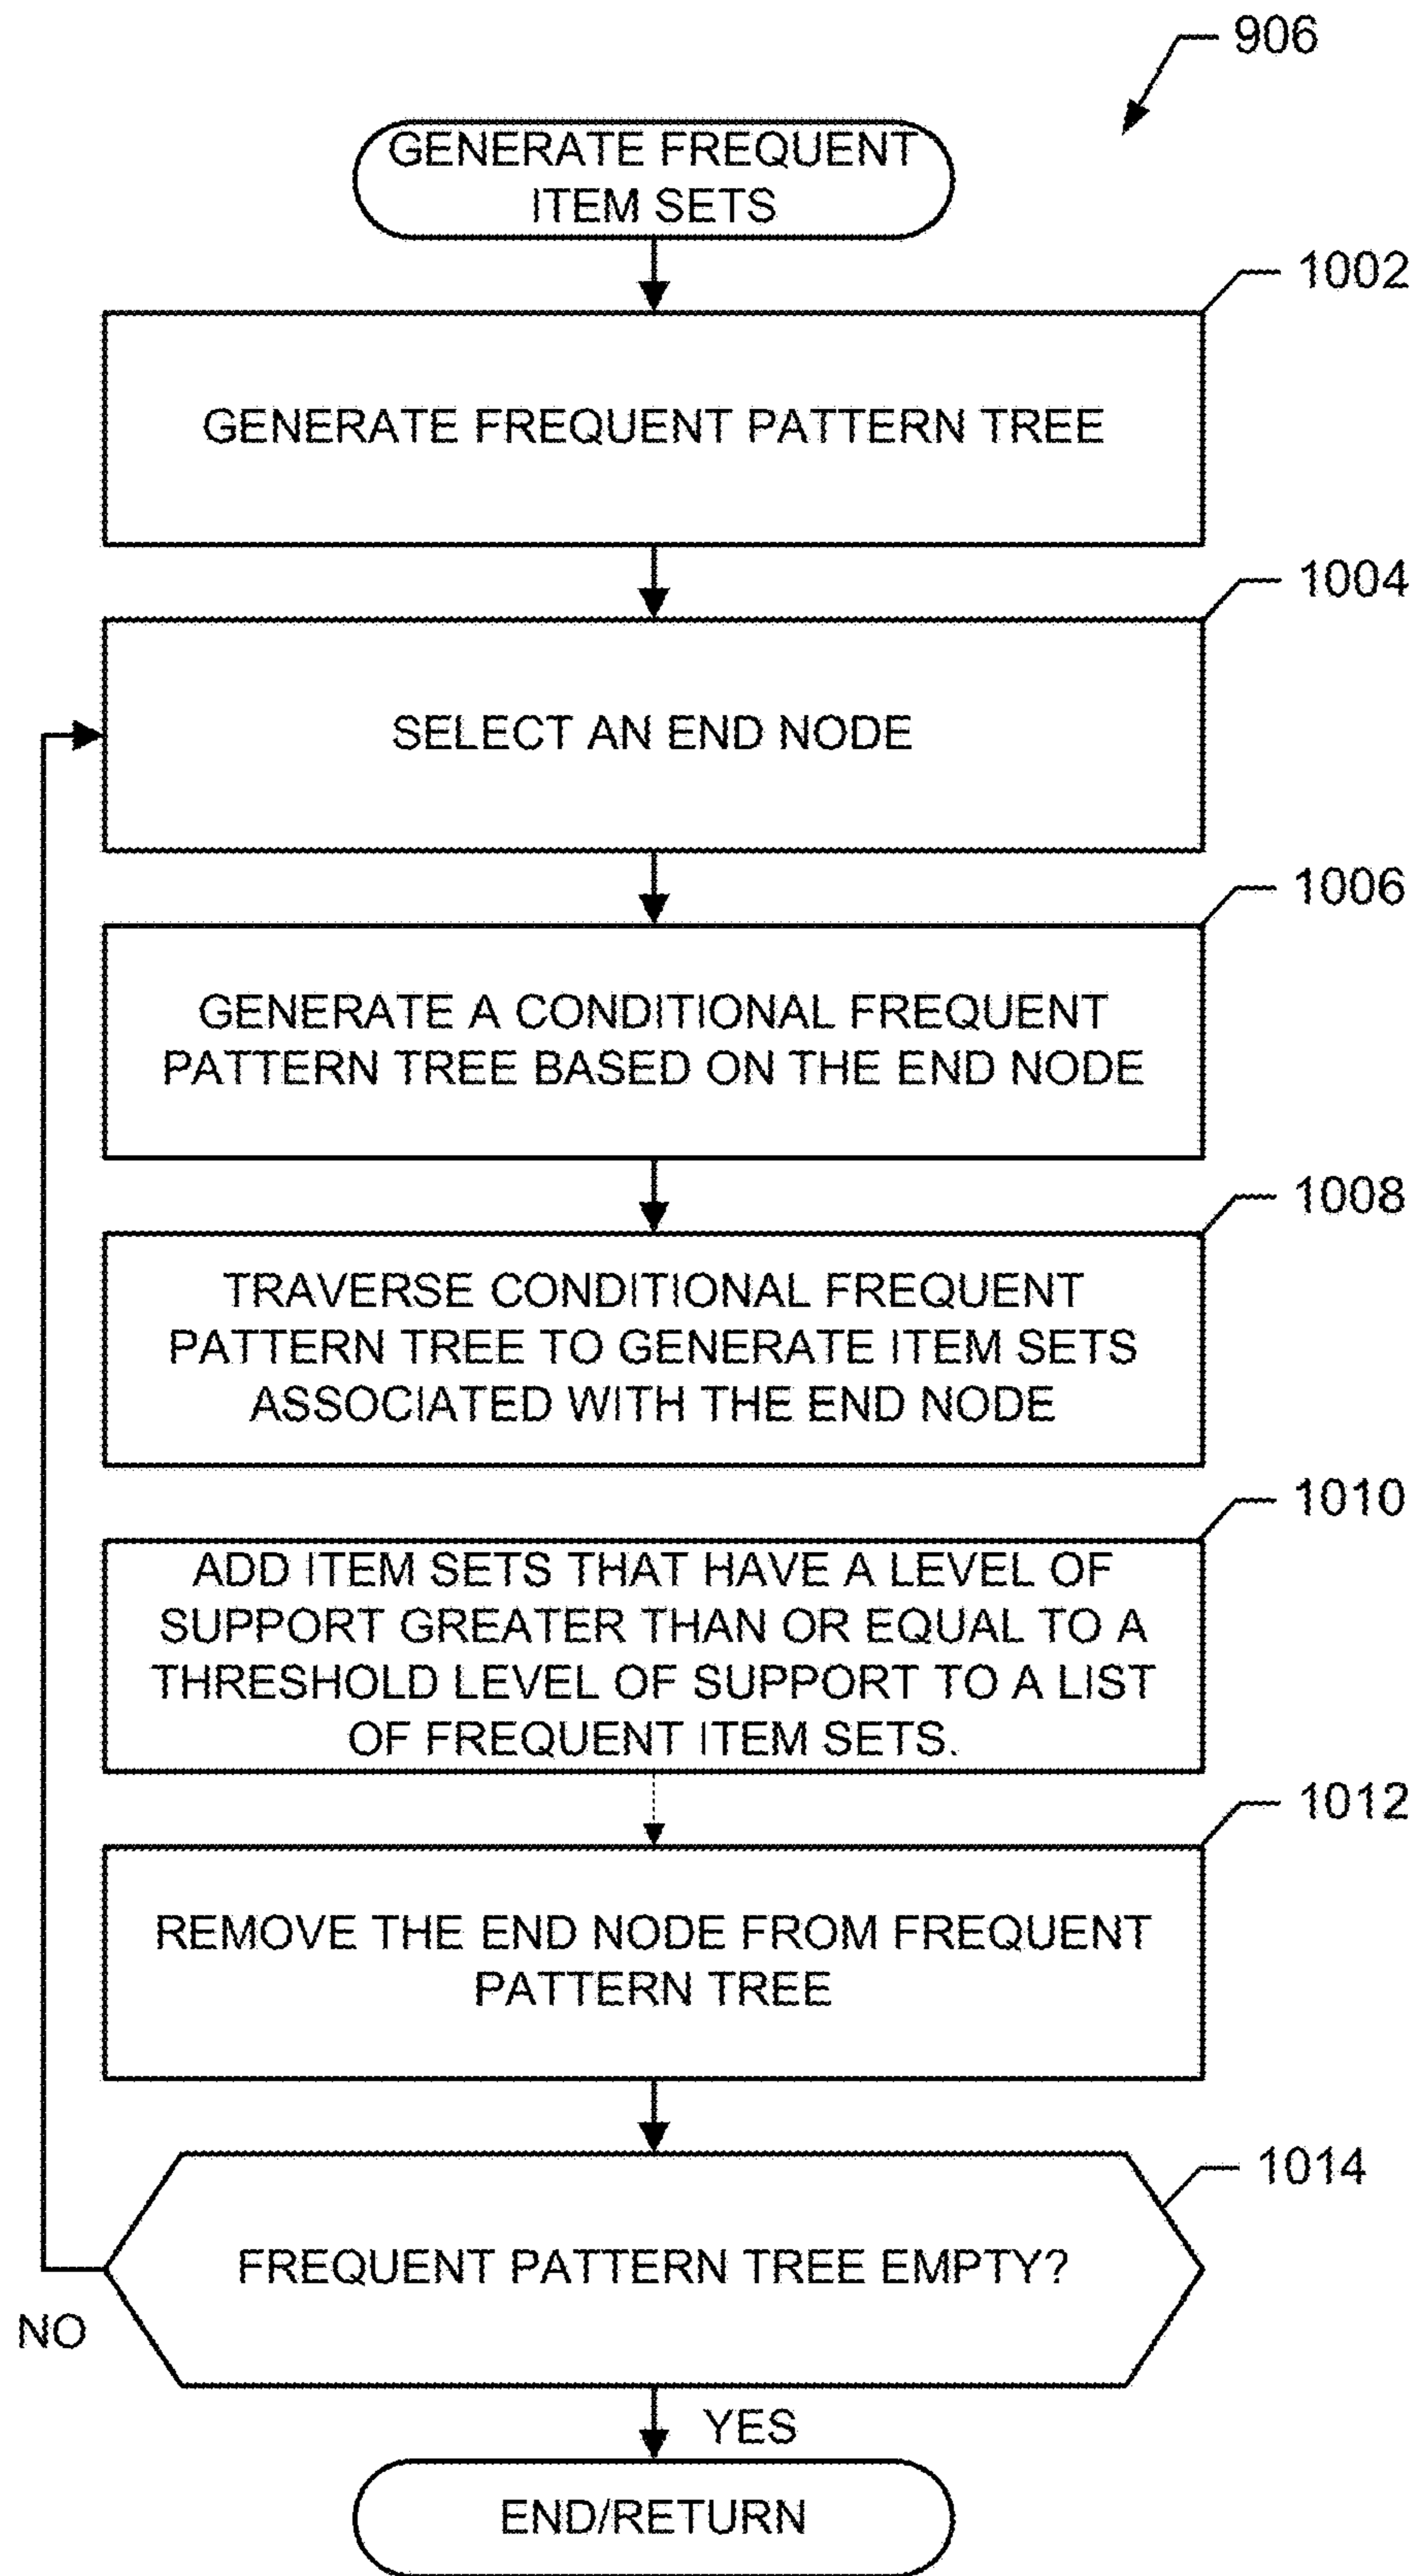 906
GENERATE FREQUENT
ITEM SETS
1002
GENERATE FREQUENT PATTERN TREE
1004
SELECT AN END NODE
1006
GENERATE A CONDITIONAL FREQUENT
PATTERN TREE BASED ON THE END NODE
1008
TRAVERSE CONDITIONAL FREQUENT
PATTERN TREE TO GENERATE ITEM SETS
ASSOCIATED WITH THE END NODE
1010
ADD ITEM SETS THAT HAVE A LEVEL OF
SUPPORT GREATER THAN OR EQUAL TO A
THRESHOLD LEVEL OF SUPPORT TO A LIST
OF FREQUENT ITEM SETS.
1012
REMOVE THE END NODE FROM FREQUENT
PATTERN TREE
1014
FREQUENT PATTERN TREE EMPTY?
NO
YES
END/RETURN